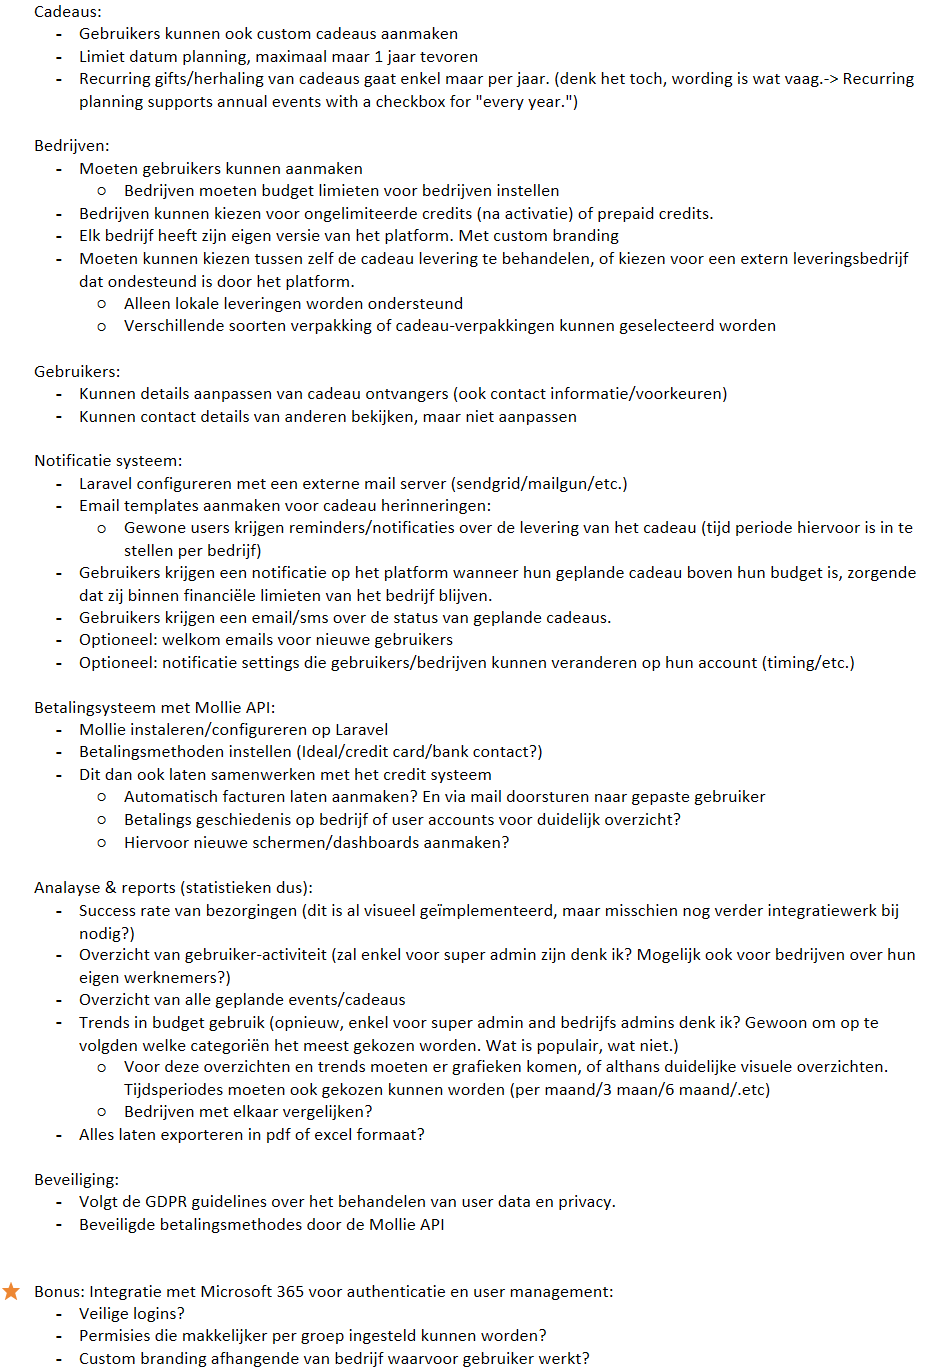 Cadeaus:
- Gebruikers kunnen ook custom cadeaus aanmaken
- Limiet datum planning, maximaal maar 1 jaar tevoren
- Recurring gifts/herhaling van cadeaus gaat enkel maar per jaar. (denk het toch, wording is wat vaag.-> Recurring
planning supports annual events with a checkbox for "every year.")
Bedrijven:
- Moeten gebruikers kunnen aanmaken
○ Bedrijven moeten budget limieten voor bedrijven instellen
- Bedrijven kunnen kiezen voor ongelimiteerde credits (na activatie) of prepaid credits.
- Elk bedrijf heeft zijn eigen versie van het platform. Met custom branding
- Moeten kunnen kiezen tussen zelf de cadeau levering te behandelen, of kiezen voor een extern leveringsbedrijf
dat ondesteund is door het platform.
○ Alleen lokale leveringen worden ondersteund
○ Verschillende soorten verpakking of cadeau-verpakkingen kunnen geselecteerd worden
Gebruikers:
- Kunnen details aanpassen van cadeau ontvangers (ook contact informatie/voorkeuren)
- Kunnen contact details van anderen bekijken, maar niet aanpassen
Notificatie systeem:
- Laravel configureren met een externe mail server (sendgrid/mailgun/etc.)
- Email templates aanmaken voor cadeau herinneringen:
○ Gewone users krijgen reminders/notificaties over de levering van het cadeau (tijd periode hiervoor is in te
stellen per bedrijf)
- Gebruikers krijgen een notificatie op het platform wanneer hun geplande cadeau boven hun budget is, zorgende
dat zij binnen financiële limieten van het bedrijf blijven.
- Gebruikers krijgen een email/sms over de status van geplande cadeaus.
- Optioneel: welkom emails voor nieuwe gebruikers
- Optioneel: notificatie settings die gebruikers/bedrijven kunnen veranderen op hun account (timing/etc.)
Betalingsysteem met Mollie API:
- Mollie instaleren/configureren op Laravel
- Betalingsmethoden instellen (Ideal/credit card/bank contact?)
- Dit dan ook laten samenwerken met het credit systeem
○ Automatisch facturen laten aanmaken? En via mail doorsturen naar gepaste gebruiker
○ Betalings geschiedenis op bedrijf of user accounts voor duidelijk overzicht?
○ Hiervoor nieuwe schermen/dashboards aanmaken?
Analayse & reports (statistieken dus):
- Success rate van bezorgingen (dit is al visueel geïmplementeerd, maar misschien nog verder integratiewerk bij
nodig?)
- Overzicht van gebruiker-activiteit (zal enkel voor super admin zijn denk ik? Mogelijk ook voor bedrijven over hun
eigen werknemers?)
- Overzicht van alle geplande events/cadeaus
- Trends in budget gebruik (opnieuw, enkel voor super admin and bedrijfs admins denk ik? Gewoon om op te
volgden welke categoriën het meest gekozen worden. Wat is populair, wat niet.)
○ Voor deze overzichten en trends moeten er grafieken komen, of althans duidelijke visuele overzichten.
Tijdsperiodes moeten ook gekozen kunnen worden (per maand/3 maan/6 maand/.etc)
○ Bedrijven met elkaar vergelijken?
- Alles laten exporteren in pdf of excel formaat?
Beveiliging:
- Volgt de GDPR guidelines over het behandelen van user data en privacy.
- Beveiligde betalingsmethodes door de Mollie API
Bonus: Integratie met Microsoft 365 voor authenticatie en user management:
- Veilige logins?
- Permisies die makkelijker per groep ingesteld kunnen worden?
- Custom branding afhangende van bedrijf waarvoor gebruiker werkt?